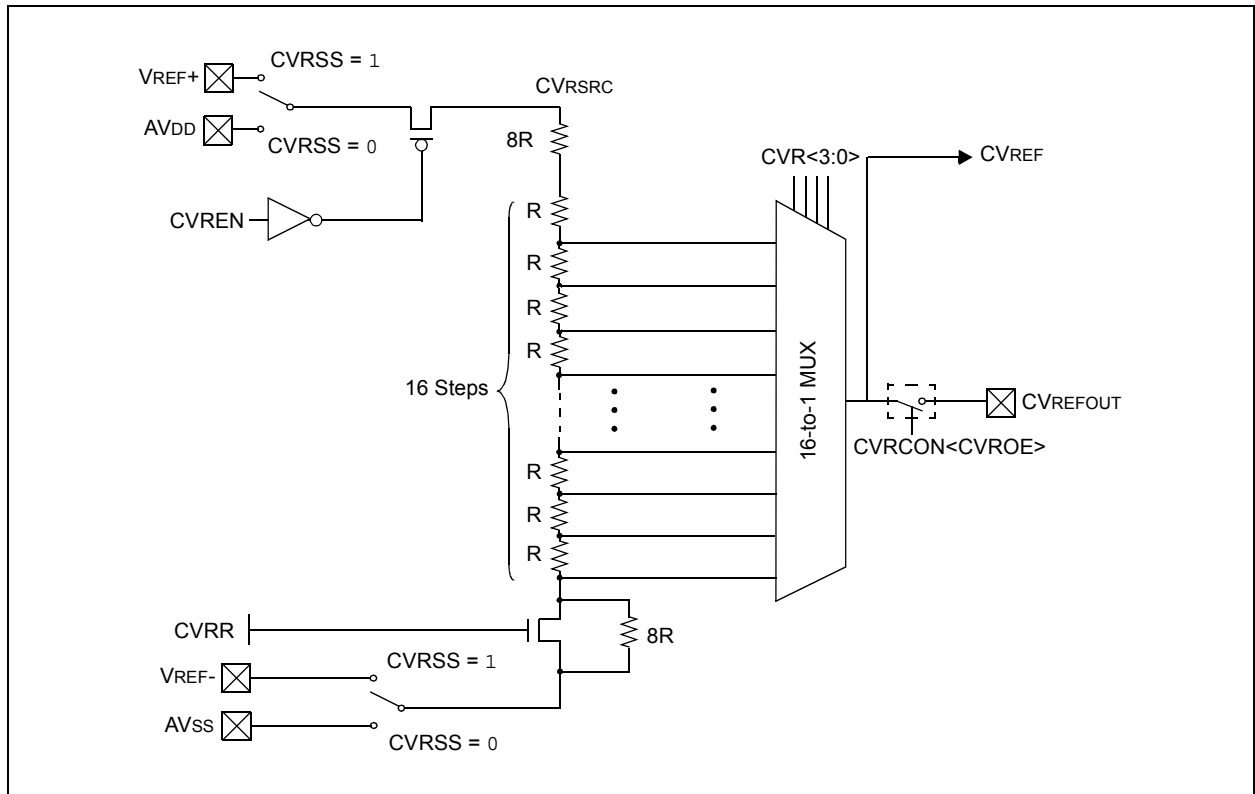 CVRSS = 1
VREF+
CVRSRC
AVDD
8R
CVRSS = 0
CVR<3:0>
CVREF
CVREN
R
R
R
R
16 Steps
16-to-1 MUX
CVREFOUT
CVRCON<CVROE>
R
R
R
CVRR
8R
CVRSS = 1
VREF-
AVSS
CVRSS = 0